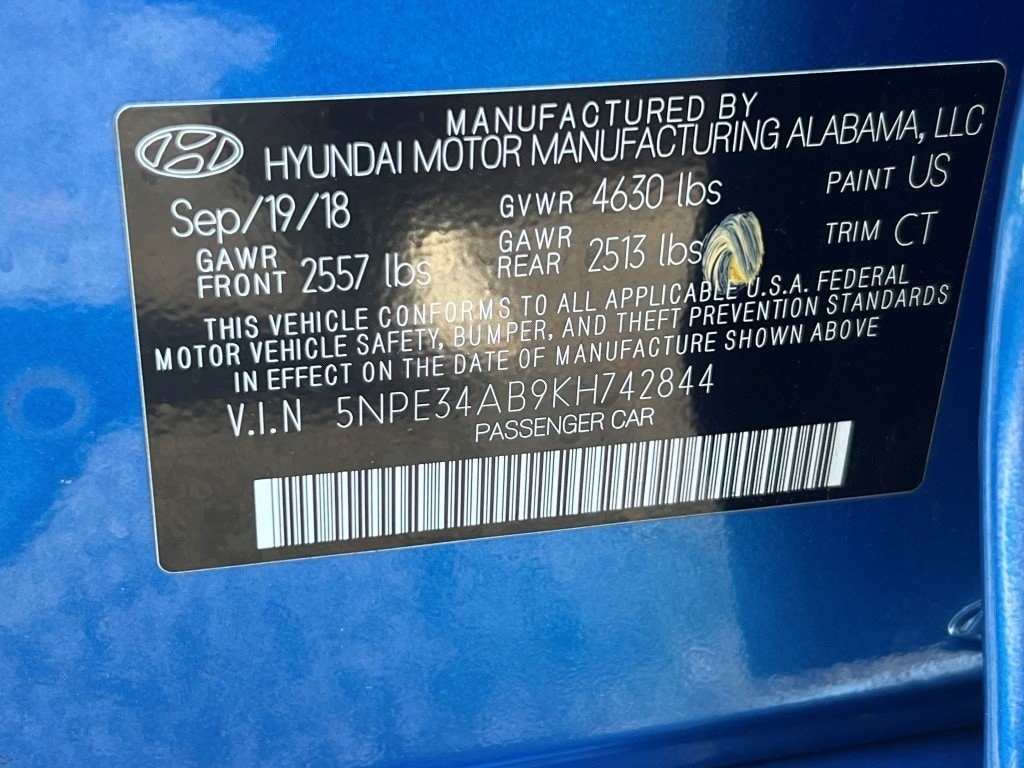 MANUFACTURED BY
HYUNDAI MOTOR MANUFACTURING ALABAMA, LLC
Sep/19/18 GVWR 4630 lbs PAINT US
GAWR FRONT 2557 lbs GAWR REAR 2513 lbs TRIM CT
THIS VEHICLE CONFORMS TO ALL APPLICABLE U.S.A. FEDERAL
MOTOR VEHICLE SAFETY, BUMPER, AND THEFT PREVENTION STANDARDS
IN EFFECT ON THE DATE OF MANUFACTURE SHOWN ABOVE
V.I.N 5NPE34AB9KH742844
PASSENGER CAR